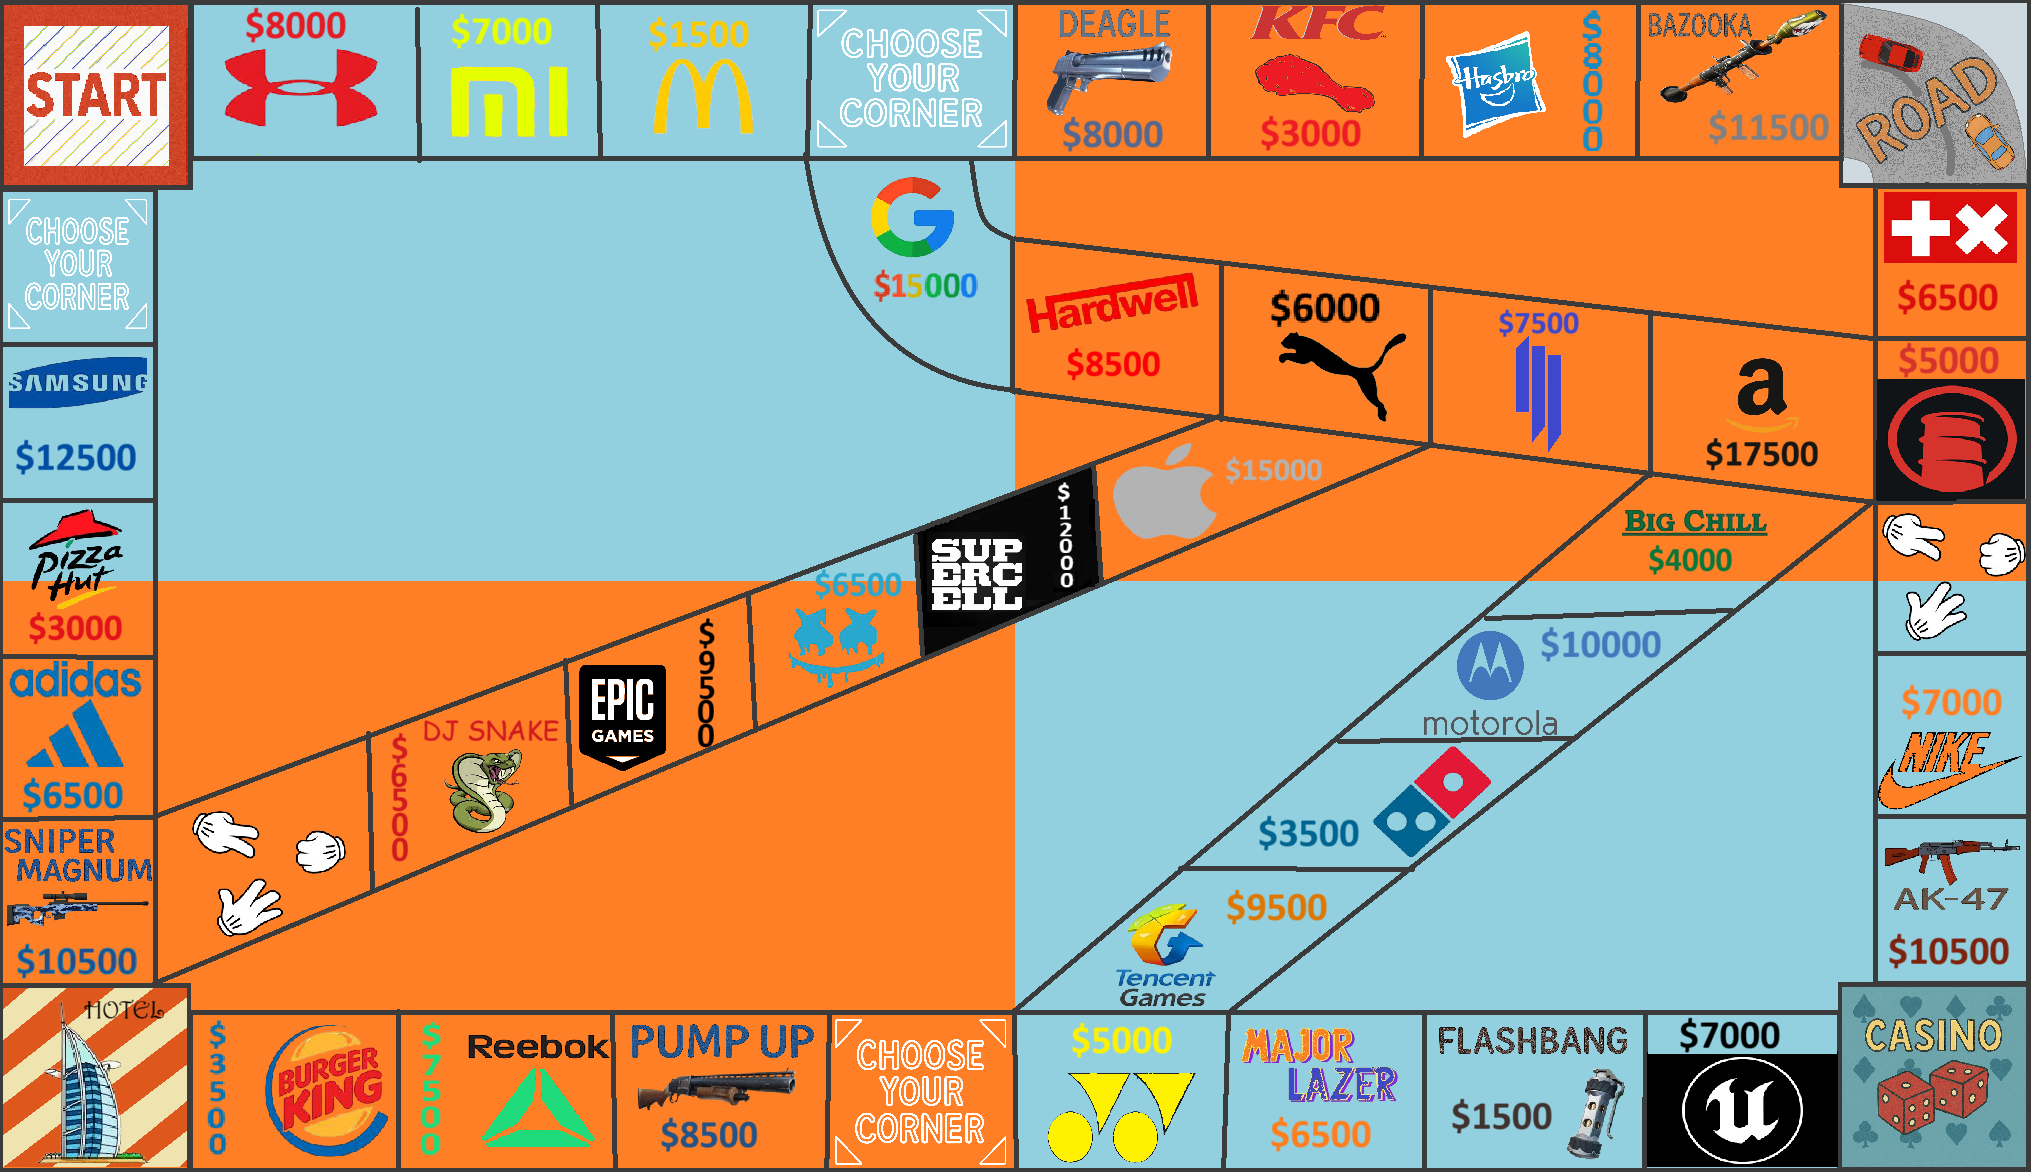 START
$8000
$7000
mi
$1500
CHOOSE
YOUR
CORNER
DEAGLE
$8000
KFC
$3000
Hasbro
$8000
BAZOOKA
$11500
ROAD
CHOOSE
YOUR
CORNER
G
$15000
$6500
Hardwell
$8500
$6000
$7500
a
$17500
$5000
SAMSUNG
$12500
$15000
$12000
SUP
ERC
ELL
BIG CHILL
$4000
Pizza
Hut
$3000
$6500
$10000
motorola
EPIC
GAMES
$9500
adidas
$6500
DJ SNAKE
$6500
$7000
NIKE
$3500
SNIPER
MAGNUM
$10500
AK-47
$10500
$9500
Tencent
Games
HOTEL
$3500
BURGER
KING
$7500
Reebok
PUMP UP
$8500
CHOOSE
YOUR
CORNER
$5000
MAJOR
LAZER
$6500
FLASHBANG
$1500
$7000
U
CASINO